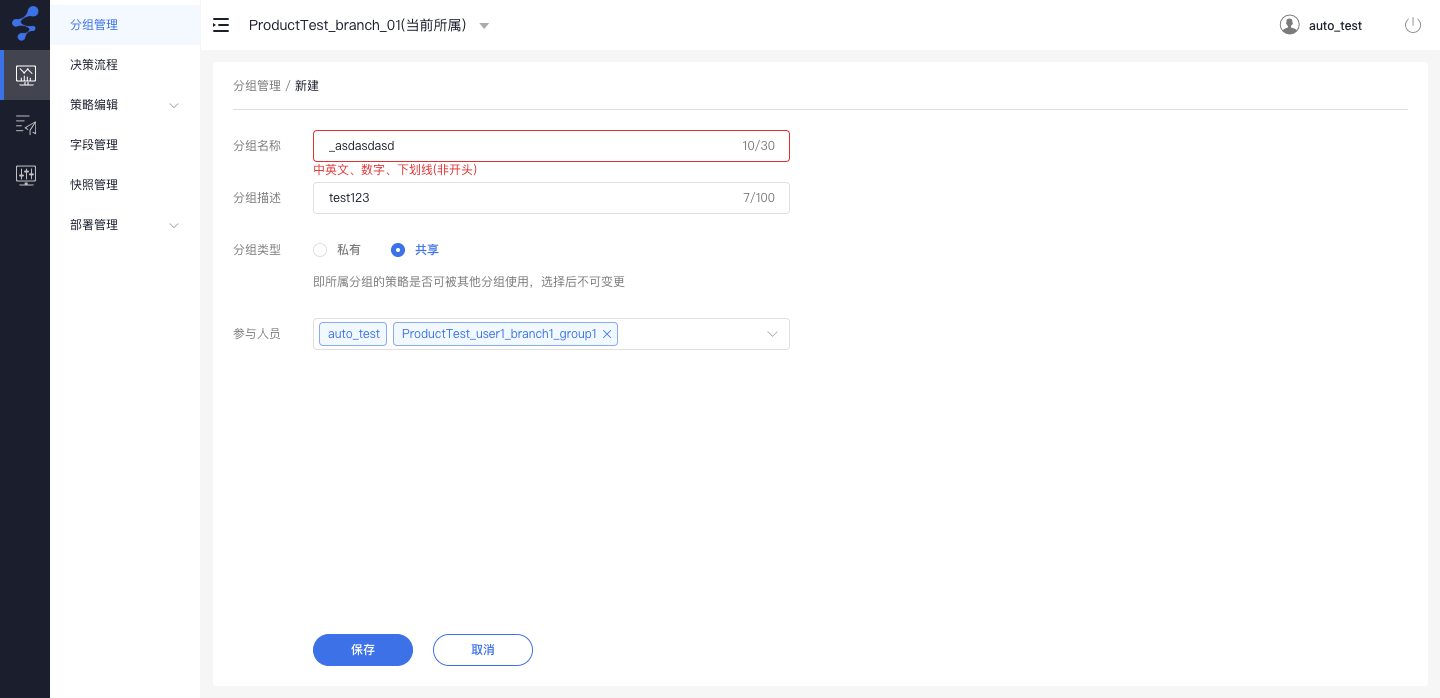 分组管理
决策流程
策略编辑
字段管理
快照管理
部署管理
ProductTest_branch_01(当前所属)
auto_test
分组管理 / 新建
分组名称 _asdasdasd 10/30
中英文、数字、下划线(非开头)
分组描述 test123 7/100
分组类型 私有 共享
即所属分组的策略是否可被其他分组使用，选择后不可变更
参与人员 auto_test ProductTest_user1_branch1_group1
保存 取消